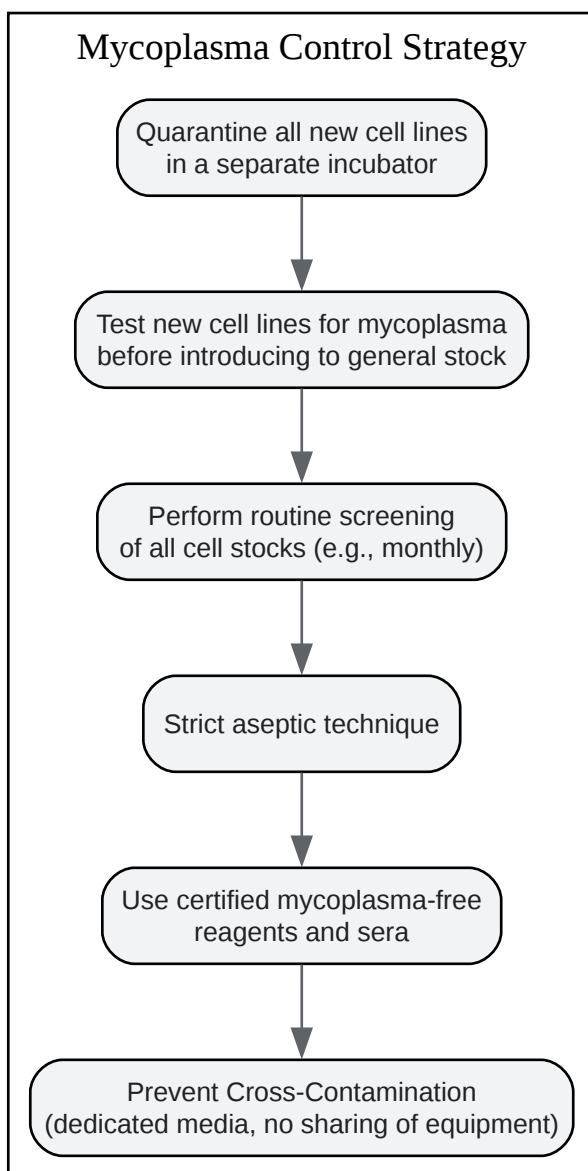 Mycoplasma Control Strategy
Quarantine all new cell lines
in a separate incubator
Test new cell lines for mycoplasma
before introducing to general stock
Perform routine screening
of all cell stocks (e.g., monthly)
Strict aseptic technique
Use certified mycoplasma-free
reagents and sera
Prevent Cross-Contamination
(dedicated media, no sharing of equipment)